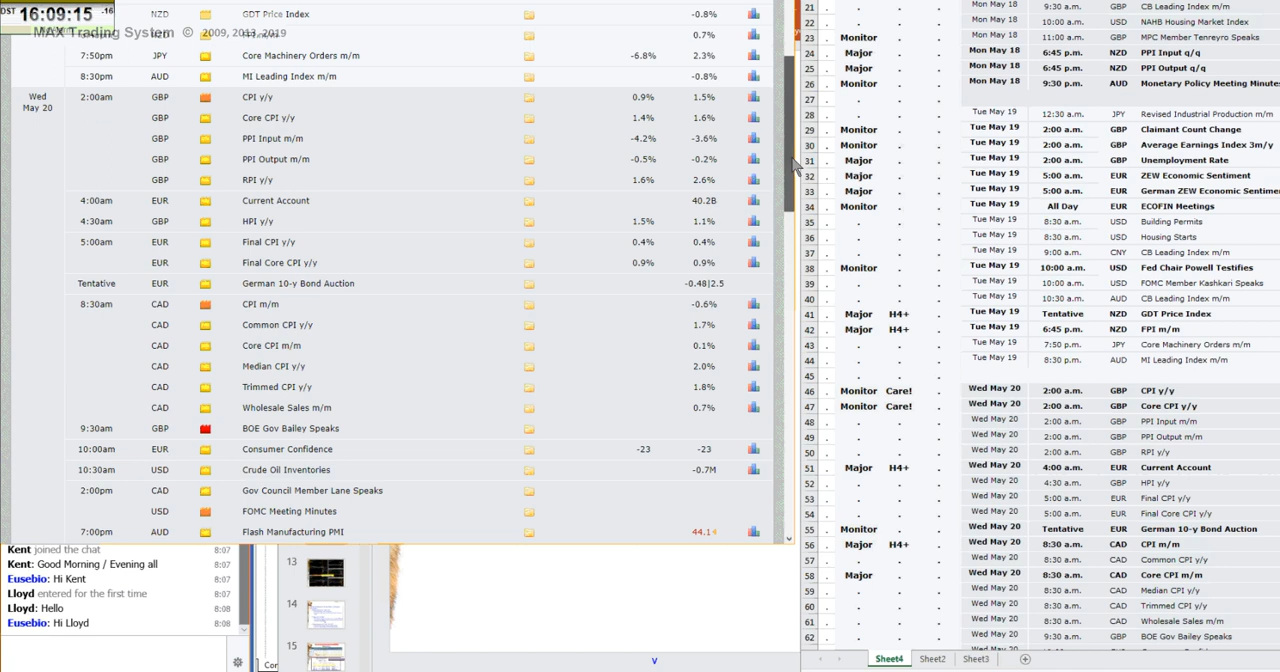 DST 16:09:15 .16
MAX Trading System © 2009, 2013, 2019
NZD GDT Price Index -0.8%
NZD 0.7%
7:50pm JPY Core Machinery Orders m/m -6.8% 2.3%
8:30pm AUD MI Leading Index m/m -0.8%
Wed May 20 2:00am GBP CPI y/y 0.9% 1.5%
GBP Core CPI y/y 1.4% 1.6%
GBP PPI Input m/m -4.2% -3.6%
GBP PPI Output m/m -0.5% -0.2%
GBP RPI y/y 1.6% 2.6%
4:00am EUR Current Account 40.2B
4:30am GBP HPI y/y 1.5% 1.1%
5:00am EUR Final CPI y/y 0.4% 0.4%
EUR Final Core CPI y/y 0.9% 0.9%
Tentative EUR German 10-y Bond Auction -0.48|2.5
8:30am CAD CPI m/m -0.6%
CAD Common CPI y/y 1.7%
CAD Core CPI m/m 0.1%
CAD Median CPI y/y 2.0%
CAD Trimmed CPI y/y 1.8%
CAD Wholesale Sales m/m 0.7%
9:30am GBP BOE Gov Bailey Speaks
10:00am EUR Consumer Confidence -23 -23
10:30am USD Crude Oil Inventories -0.7M
2:00pm CAD Gov Council Member Lane Speaks
USD FOMC Meeting Minutes
7:00pm AUD Flash Manufacturing PMI 44.1
Kent joined the chat 8:07
Kent: Good Morning / Evening all 8:07
Eusebio: Hi Kent 8:07
Lloyd entered for the first time 8:07
Lloyd: Hello 8:08
Eusebio: Hi Lloyd 8:08
13
14
15
Cor
V
21 . Mon May 18 9:30 a.m. GBP CB Leading Index m/m
22 . . . Mon May 18 10:00 a.m. USD NAHB Housing Market Index
23 . Monitor . . Mon May 18 11:00 a.m. GBP MPC Member Tenreyro Speaks
24 . Major . . Mon May 18 6:45 p.m. NZD PPI Input q/q
25 . Major . . Mon May 18 6:45 p.m. NZD PPI Output q/q
26 . Monitor . . Mon May 18 9:30 p.m. AUD Monetary Policy Meeting Minutes
27 . . . .
28 . . . . Tue May 19 12:30 a.m. JPY Revised Industrial Production m/m
29 . Monitor . . Tue May 19 2:00 a.m. GBP Claimant Count Change
30 . Monitor . . Tue May 19 2:00 a.m. GBP Average Earnings Index 3m/y
31 . Major . . Tue May 19 2:00 a.m. GBP Unemployment Rate
32 . Major . . Tue May 19 5:00 a.m. EUR ZEW Economic Sentiment
33 . Major . . Tue May 19 5:00 a.m. EUR German ZEW Economic Sentimen
34 . Monitor . . Tue May 19 All Day EUR ECOFIN Meetings
35 . . . . Tue May 19 8:30 a.m. USD Building Permits
36 . . . . Tue May 19 8:30 a.m. USD Housing Starts
37 . . . . Tue May 19 9:00 a.m. CNY CB Leading Index m/m
38 . Monitor . . Tue May 19 10:00 a.m. USD Fed Chair Powell Testifies
39 . . . . Tue May 19 10:00 a.m. USD FOMC Member Kashkari Speaks
40 . . . . Tue May 19 10:30 a.m. AUD CB Leading Index m/m
41 . Major H4+ . Tue May 19 Tentative NZD GDT Price Index
42 . Major H4+ . Tue May 19 6:45 p.m. NZD FPI m/m
43 . . . . Tue May 19 7:50 p.m. JPY Core Machinery Orders m/m
44 . . . . Tue May 19 8:30 p.m. AUD MI Leading Index m/m
45 . . . .
46 . Monitor Care! . Wed May 20 2:00 a.m. GBP CPI y/y
47 . Monitor Care! . Wed May 20 2:00 a.m. GBP Core CPI y/y
48 . . . . Wed May 20 2:00 a.m. GBP PPI Input m/m
49 . . . . Wed May 20 2:00 a.m. GBP PPI Output m/m
50 . . . . Wed May 20 2:00 a.m. GBP RPI y/y
51 . Major H4+ . Wed May 20 4:00 a.m. EUR Current Account
52 . . . . Wed May 20 4:30 a.m. GBP HPI y/y
53 . . . . Wed May 20 5:00 a.m. EUR Final CPI y/y
54 . . . . Wed May 20 5:00 a.m. EUR Final Core CPI y/y
55 . Monitor . . Wed May 20 Tentative EUR German 10-y Bond Auction
56 . Major H4+ . Wed May 20 8:30 a.m. CAD CPI m/m
57 . . . . Wed May 20 8:30 a.m. CAD Common CPI y/y
58 . Major . . Wed May 20 8:30 a.m. CAD Core CPI m/m
59 . . . . Wed May 20 8:30 a.m. CAD Median CPI y/y
60 . . . . Wed May 20 8:30 a.m. CAD Trimmed CPI y/y
61 . . . . Wed May 20 8:30 a.m. CAD Wholesale Sales m/m
62 . . . . Wed May 20 9:30 a.m. GBP BOE Gov Bailey Speaks
Sheet4 Sheet2 Sheet3